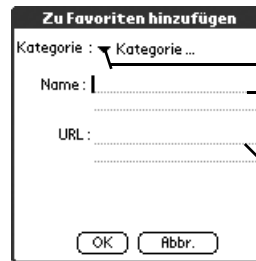 Zu Favoriten hinzufügen
Kategorie : Kategorie ...
Name :
URL :
OK Abbr.